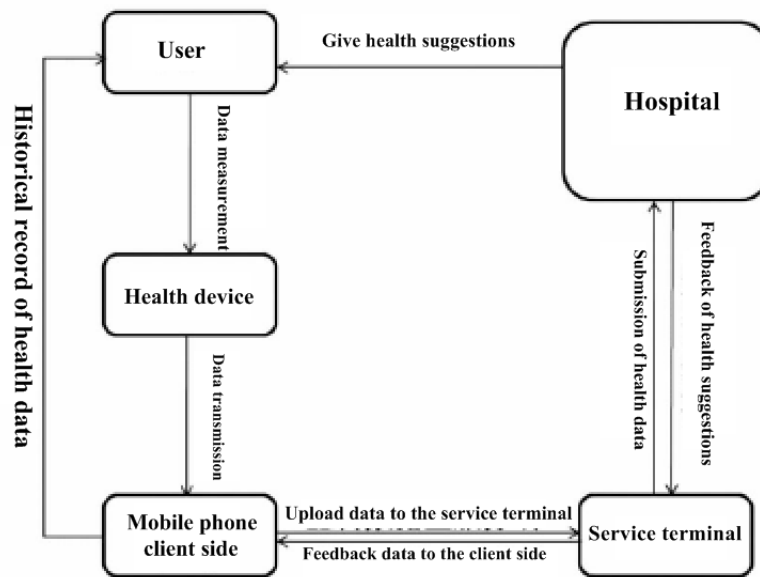 User
Give health suggestions
Hospital
Historical record of health data
Data measurement
Health device
Submission of health data
Feedback of health suggestions
Data transmission
Mobile phone
client side
Upload data to the service terminal
Feedback data to the client side
Service terminal